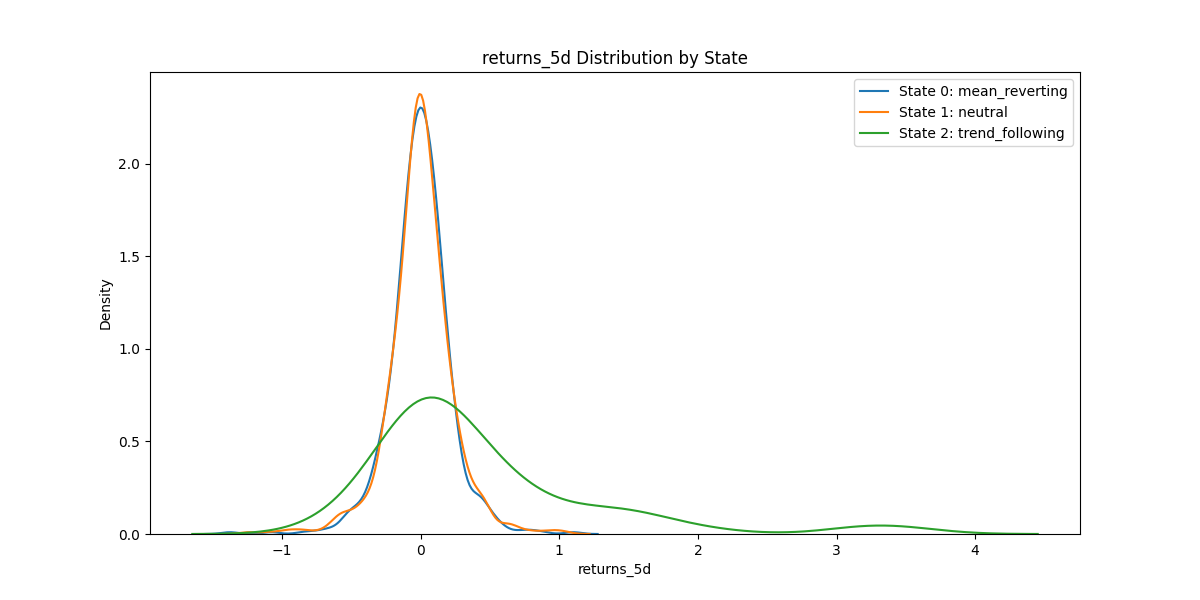 returns_5d Distribution by State
State 0: mean_reverting
State 1: neutral
State 2: trend_following
Density
2.0
1.5
1.0
0.5
0.0
−1
0
1
2
3
4
returns_5d